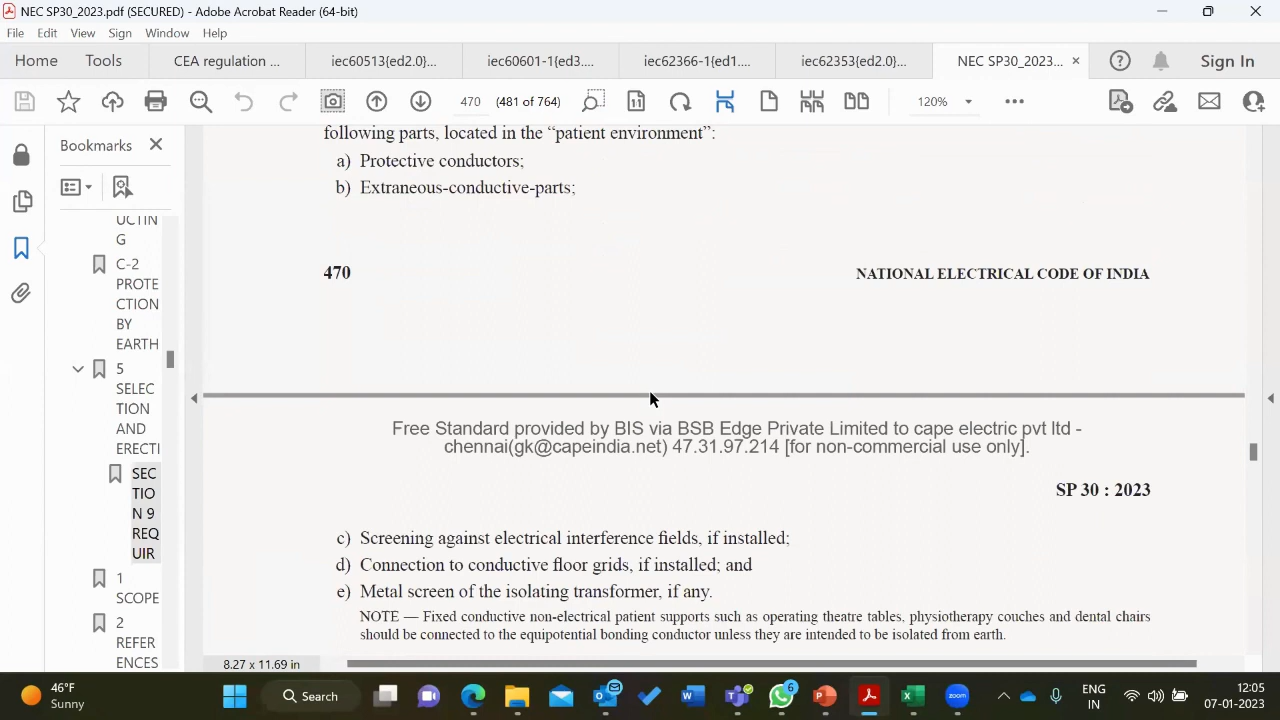 NEC SP30_2023.pdf (SECURED) - Adobe Acrobat Reader (64-bit)
File Edit View Sign Window Help
Home Tools CEA regulation ... iec60513{ed2.0}... iec60601-1{ed3.... iec62366-1{ed1.... iec62353{ed2.0}... NEC SP30_2023... × Sign In
470 (481 of 764) 120%
Bookmarks
UCTIN
G
C-2
PROTE
CTION
BY
EARTH
5
SELEC
TION
AND
ERECTI
SEC
TIO
N 9
REQ
UIR
1
SCOPE
2
REFER
ENCES
following parts, located in the “patient environment”:
a) Protective conductors;
b) Extraneous-conductive-parts;
470 NATIONAL ELECTRICAL CODE OF INDIA
Free Standard provided by BIS via BSB Edge Private Limited to cape electric pvt ltd -
chennai(gk@capeindia.net) 47.31.97.214 [for non-commercial use only].
SP 30 : 2023
c) Screening against electrical interference fields, if installed;
d) Connection to conductive floor grids, if installed; and
e) Metal screen of the isolating transformer, if any.
NOTE — Fixed conductive non-electrical patient supports such as operating theatre tables, physiotherapy couches and dental chairs
should be connected to the equipotential bonding conductor unless they are intended to be isolated from earth.
8.27 x 11.69 in
46°F
Sunny
Search
6
zoom
ENG
IN
12:05
07-01-2023